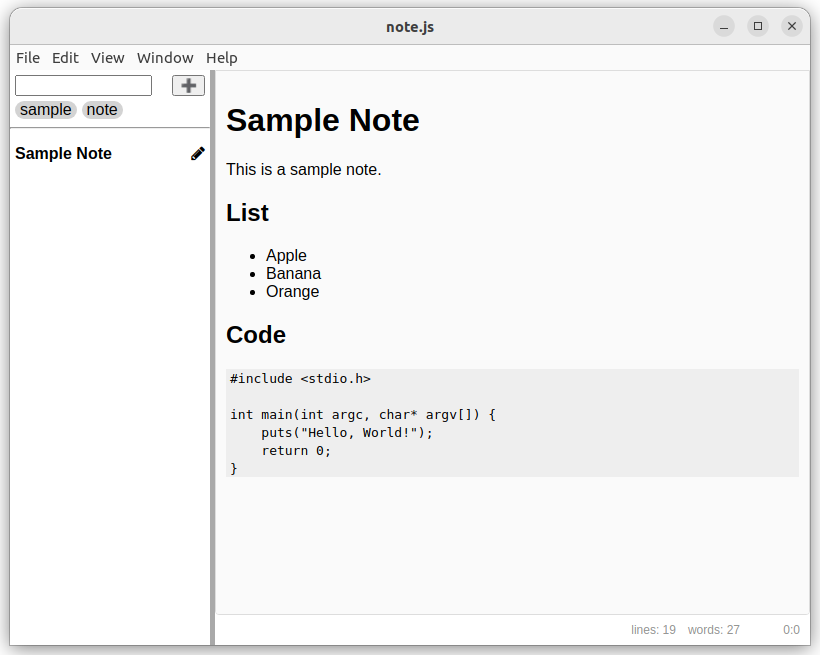 note.js
File Edit View Window Help
sample note
Sample Note
Sample Note
This is a sample note.
List
Apple
Banana
Orange
Code
#include <stdio.h>
int main(int argc, char* argv[]) {
    puts("Hello, World!");
    return 0;
}
lines: 19 words: 27 0:0